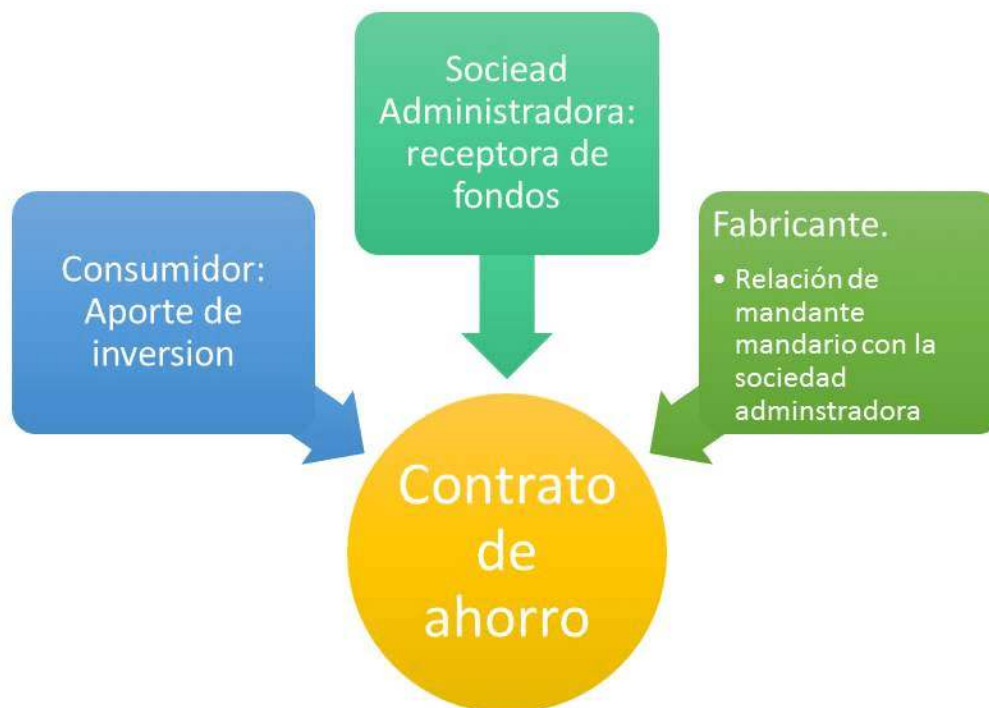 Sociead
Administradora:
receptora de
fondos
Consumidor:
Aporte de
inversion
Fabricante.
• Relación de
mandante
mandario con la
sociedad
adminstradora
Contrato
de
ahorro